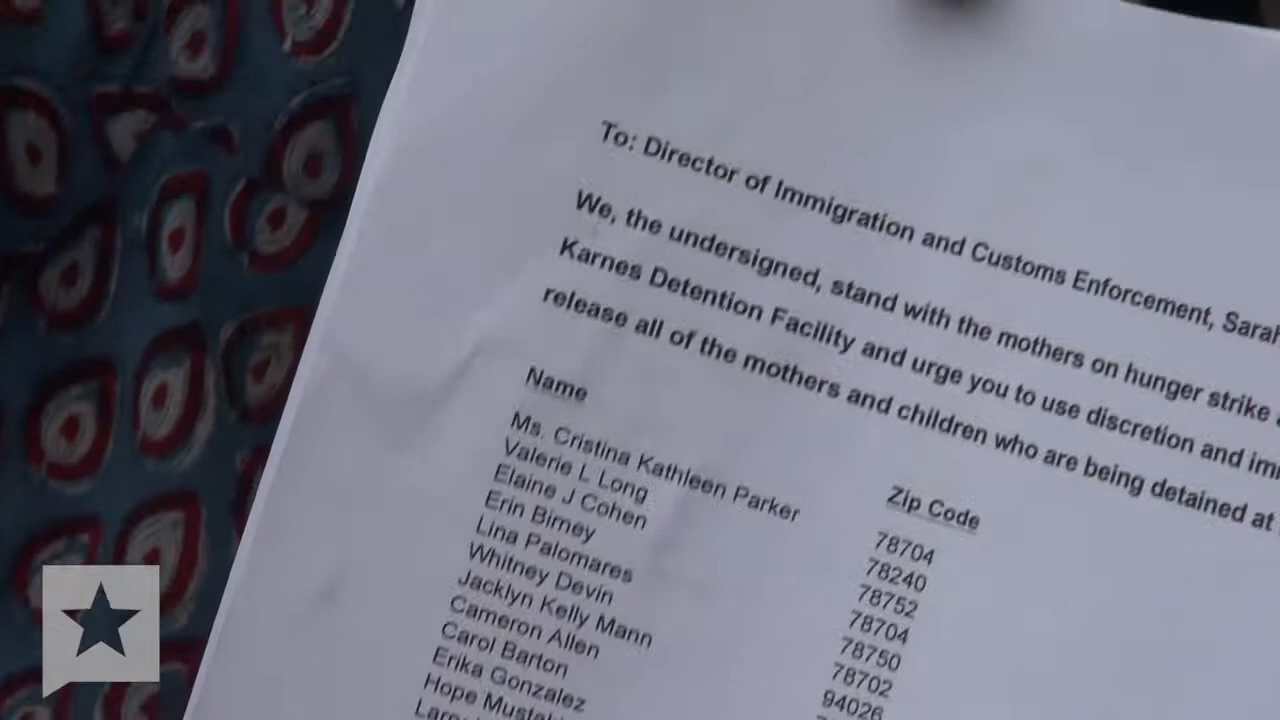 To: Director of Immigration and Customs Enforcement, Sarah
We, the undersigned, stand with the mothers on hunger strike
Karnes Detention Facility and urge you to use discretion and
release all of the mothers and children who are being detained at
Name
Zip Code
Ms. Cristina Kathleen Parker
78704
Valerie L Long
78240
Elaine J Cohen
78752
Erin Birney
78704
Lina Palomares
78750
Whitney Devin
78702
Jacklyn Kelly Mann
94026
Cameron Allen
Carol Barton
Erika Gonzalez
Hope